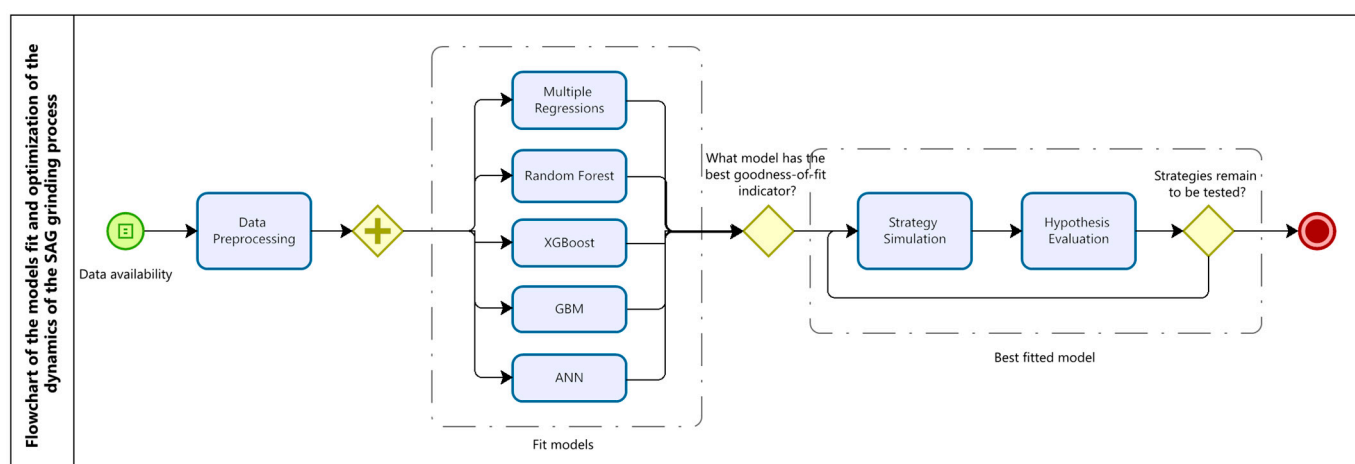 Flowchart of the models fit and optimization of the
dynamics of the SAG grinding process
Data availability
Data
Preprocessing
Multiple
Regressions
Random Forest
XGBoost
GBM
ANN
Fit models
What model has the
best goodness-of-fit
indicator?
Strategy
Simulation
Hypothesis
Evaluation
Strategies remain
to be tested?
Best fitted model